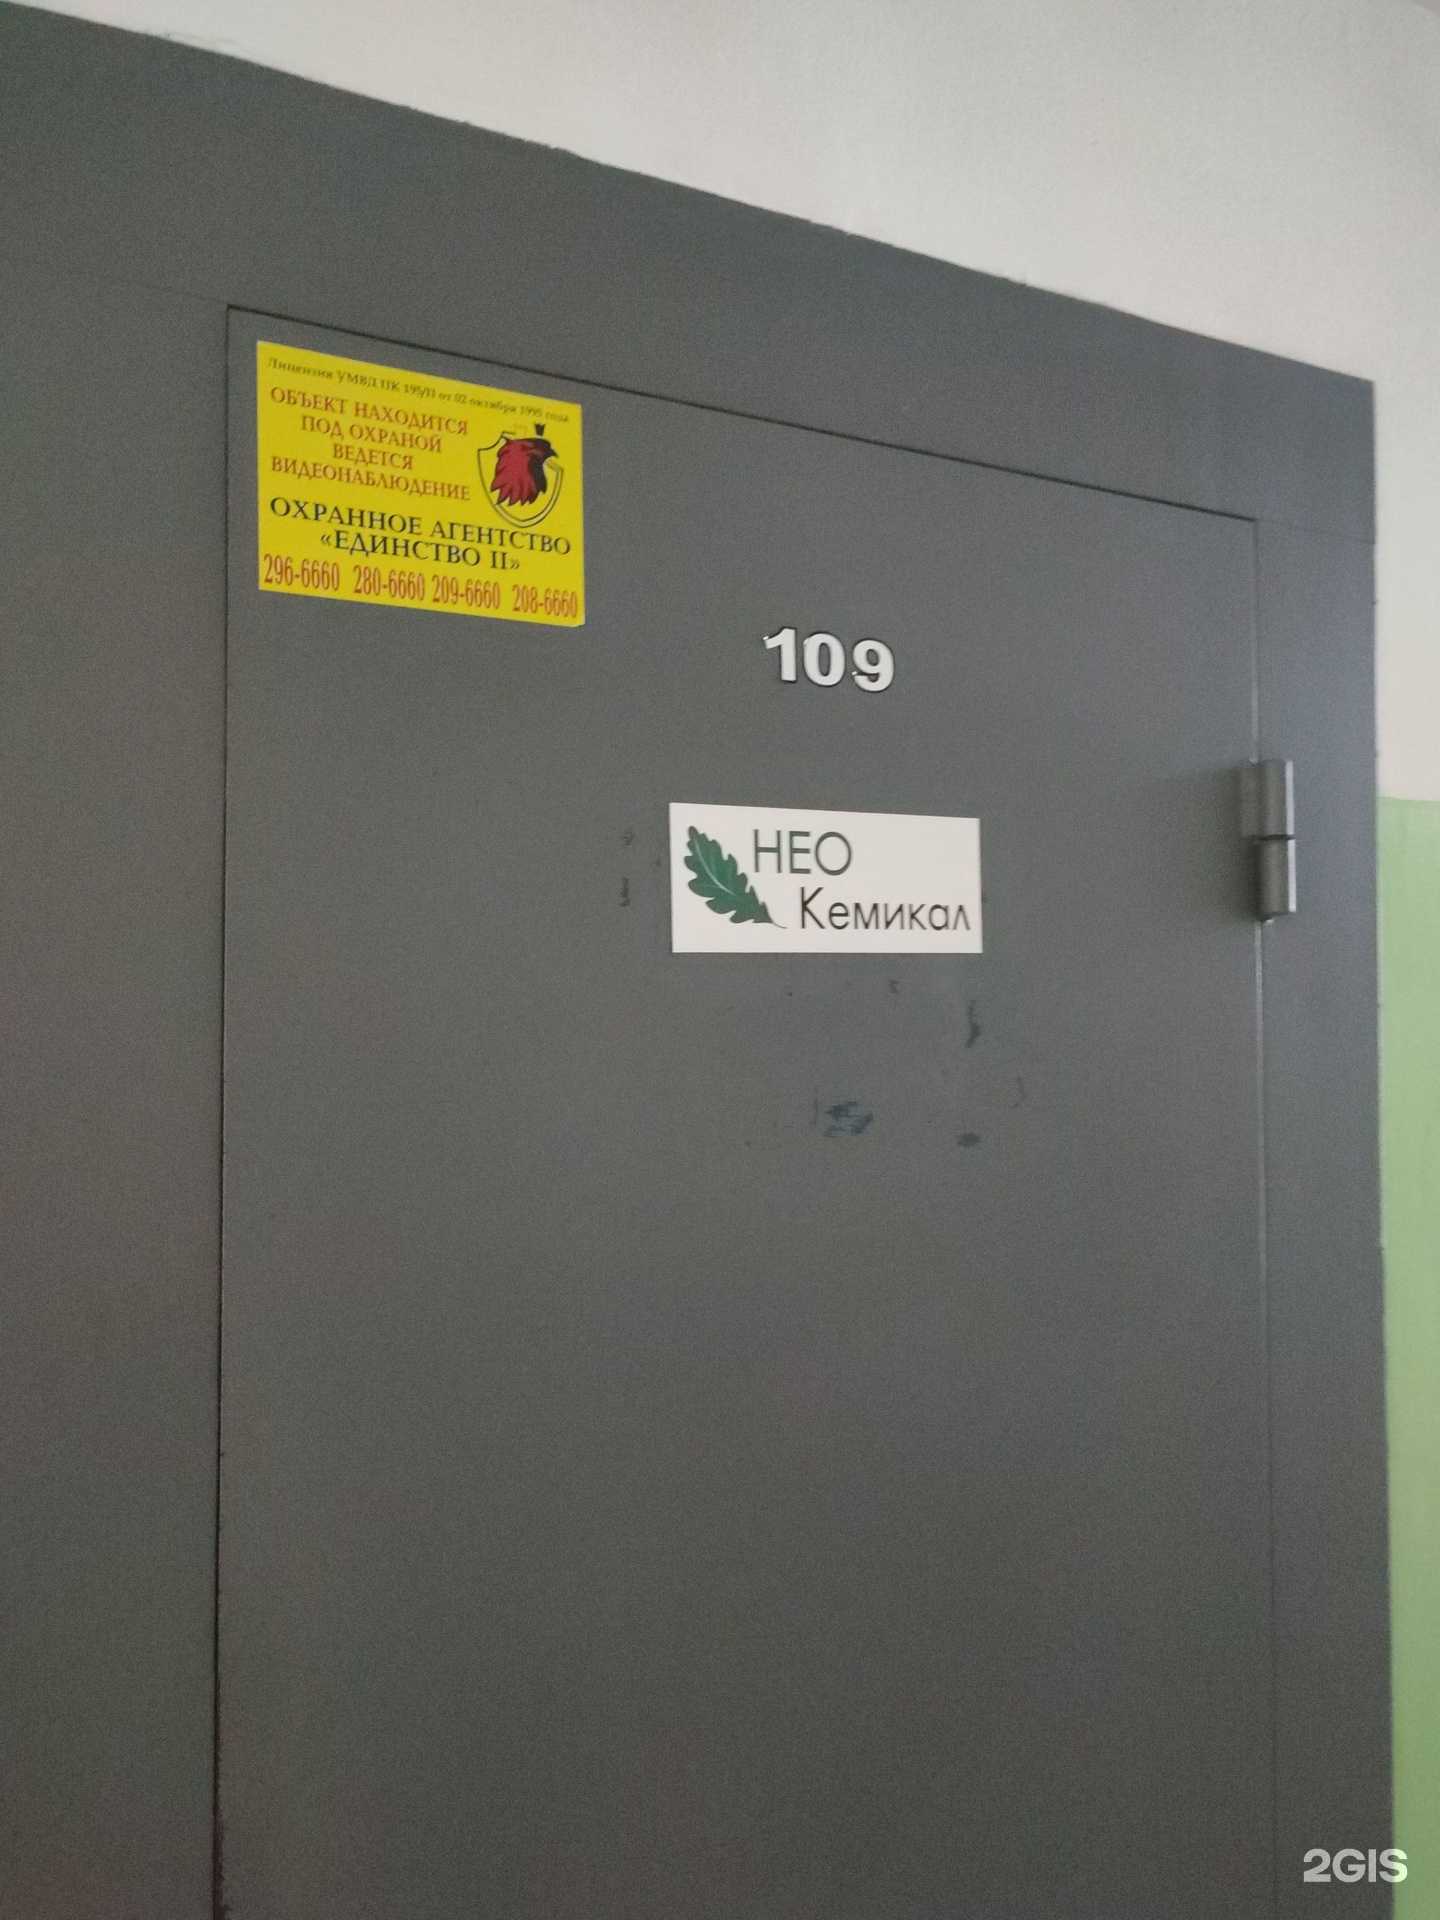 Лицензия УМВД ПК 195/П от 02 октября 1995 года
ОБЪЕКТ НАХОДИТСЯ
ПОД ОХРАНОЙ
ВЕДЕТСЯ
ВИДЕОНАБЛЮДЕНИЕ
ОХРАННОЕ АГЕНТСТВО
«ЕДИНСТВО II»
296-6660 280-6660 209-6660 208-6660
109
НЕО
Кемикал
2GIS